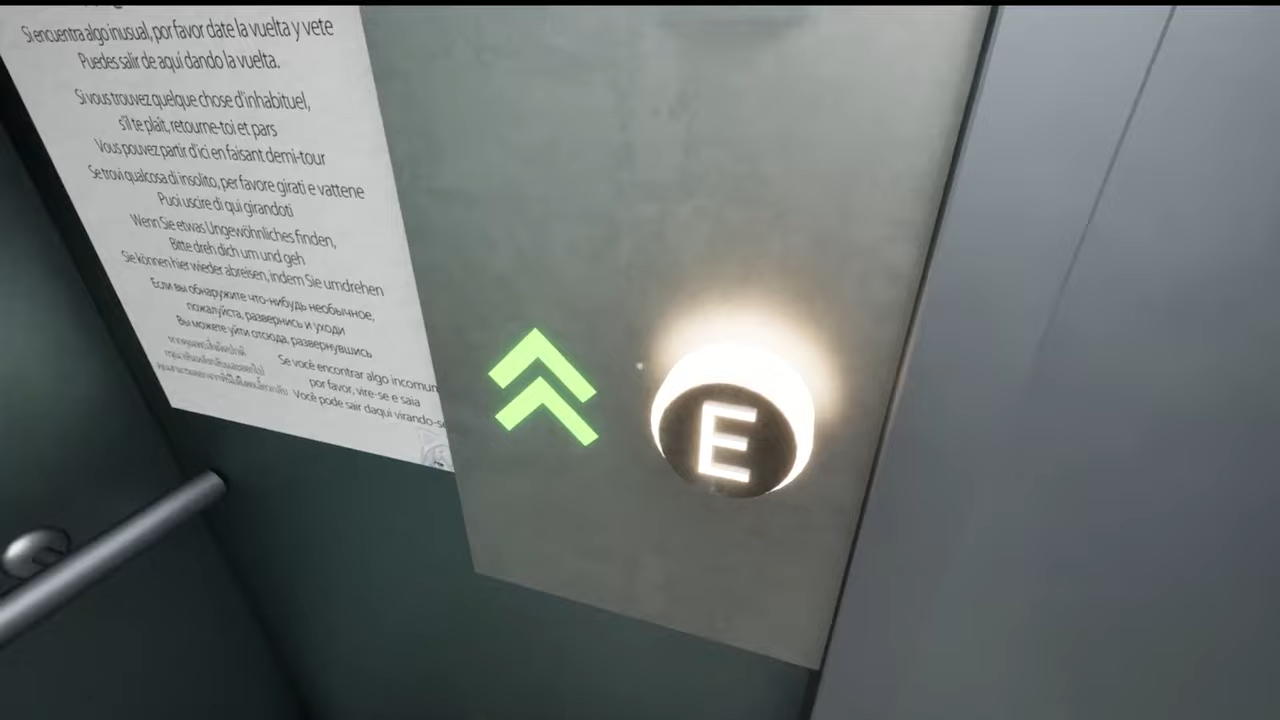 Si encuentra algo inusual, por favor date la vuelta y vete
Puedes salir de aquí dando la vuelta.
Si vous trouvez quelque chose d'inhabituel,
s'il te plaît, retourne-toi et pars
Vous pouvez partir d'ici en faisant demi-tour
Se trovi qualcosa di insolito, per favore girati e vattene
Puoi uscire di qui girandoti
Wenn Sie etwas Ungewöhnliches finden,
Bitte dreh dich um und geh
Sie können hier wieder abreisen, indem Sie umdrehen
Если вы обнаружите что-нибудь необычное,
пожалуйста, развернись и уходи
Вы можете уйти отсюда, развернувшись
Se você encontrar algo incomum
por favor, vire-se e saia
Você pode sair daqui virando-se
E